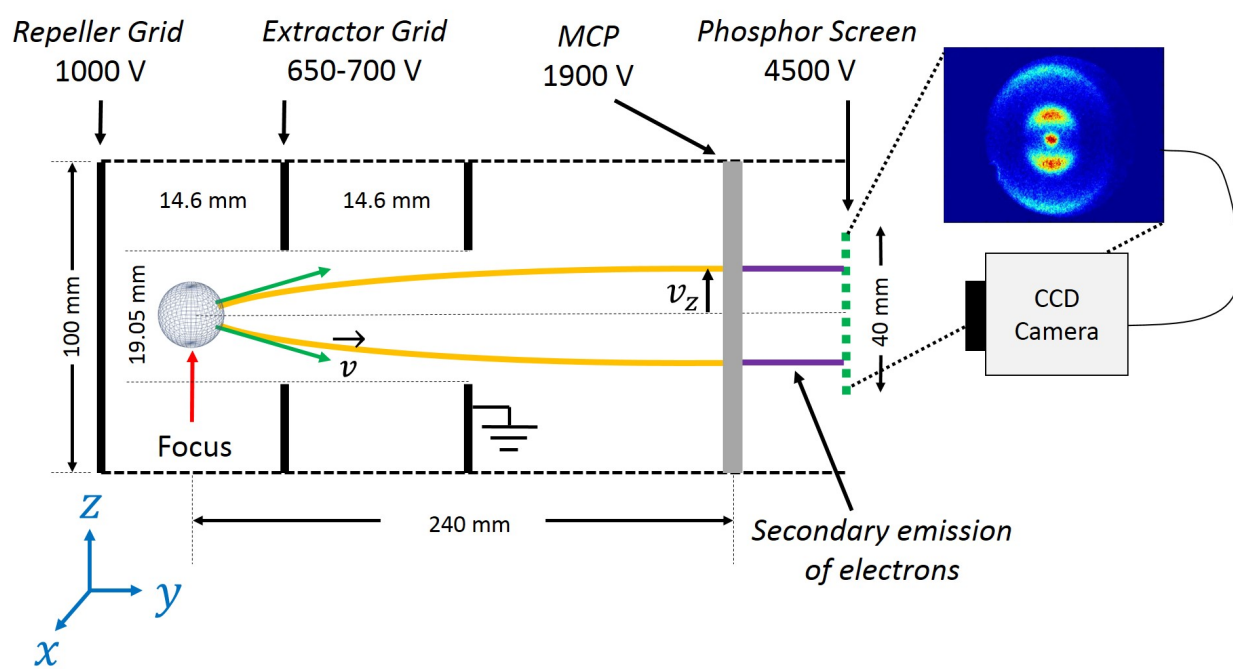 Repeller Grid
1000 V
Extractor Grid
650-700 V
MCP
1900 V
Phosphor Screen
4500 V
14.6 mm
14.6 mm
100 mm
19.05 mm
v
v_z
40 mm
CCD
Camera
Focus
240 mm
Secondary emission
of electrons
z
y
x